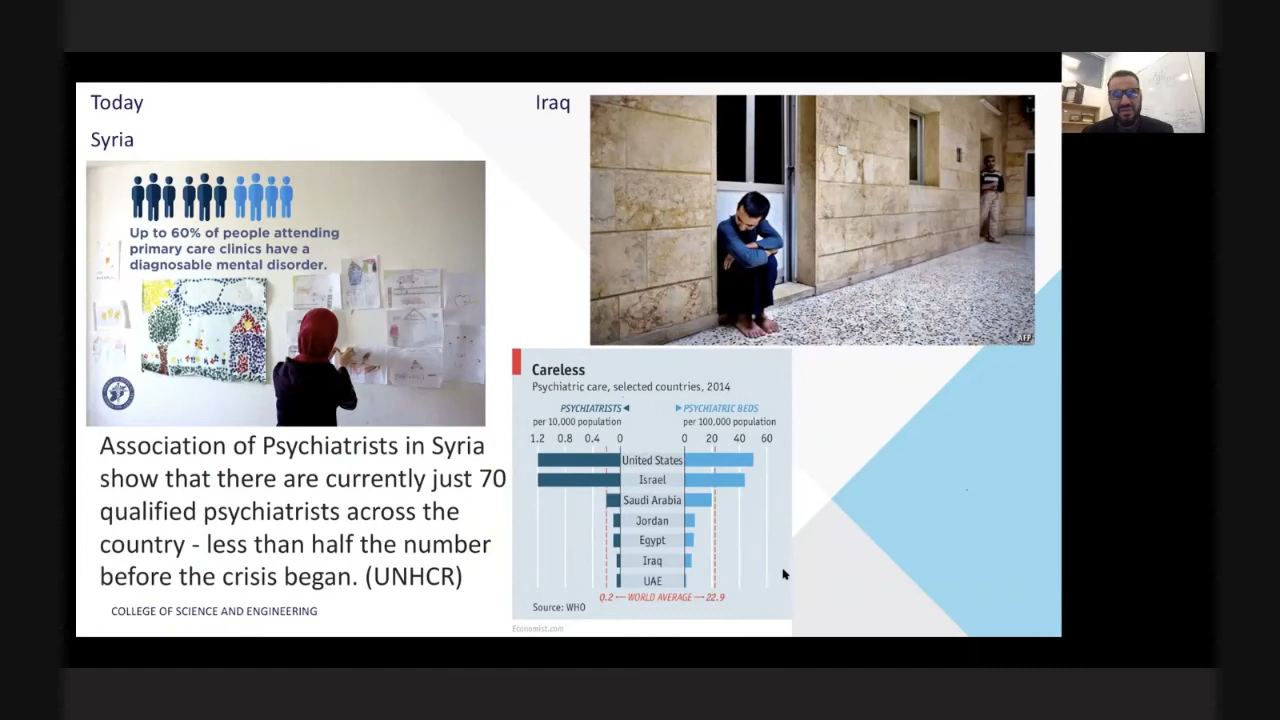 Today
Syria
Up to 60% of people attending
primary care clinics have a
diagnosable mental disorder.
Association of Psychiatrists in Syria
show that there are currently just 70
qualified psychiatrists across the
country - less than half the number
before the crisis began. (UNHCR)
COLLEGE OF SCIENCE AND ENGINEERING
Iraq
AFP
Careless
Psychiatric care, selected countries, 2014
PSYCHIATRISTS PSYCHIATRIC BEDS
per 10,000 population per 100,000 population
1.2 0.8 0.4 0 0 20 40 60
United States
Israel
Saudi Arabia
Jordan
Egypt
Iraq
UAE
0.2 WORLD AVERAGE 22.9
Source: WHO
Economist.com